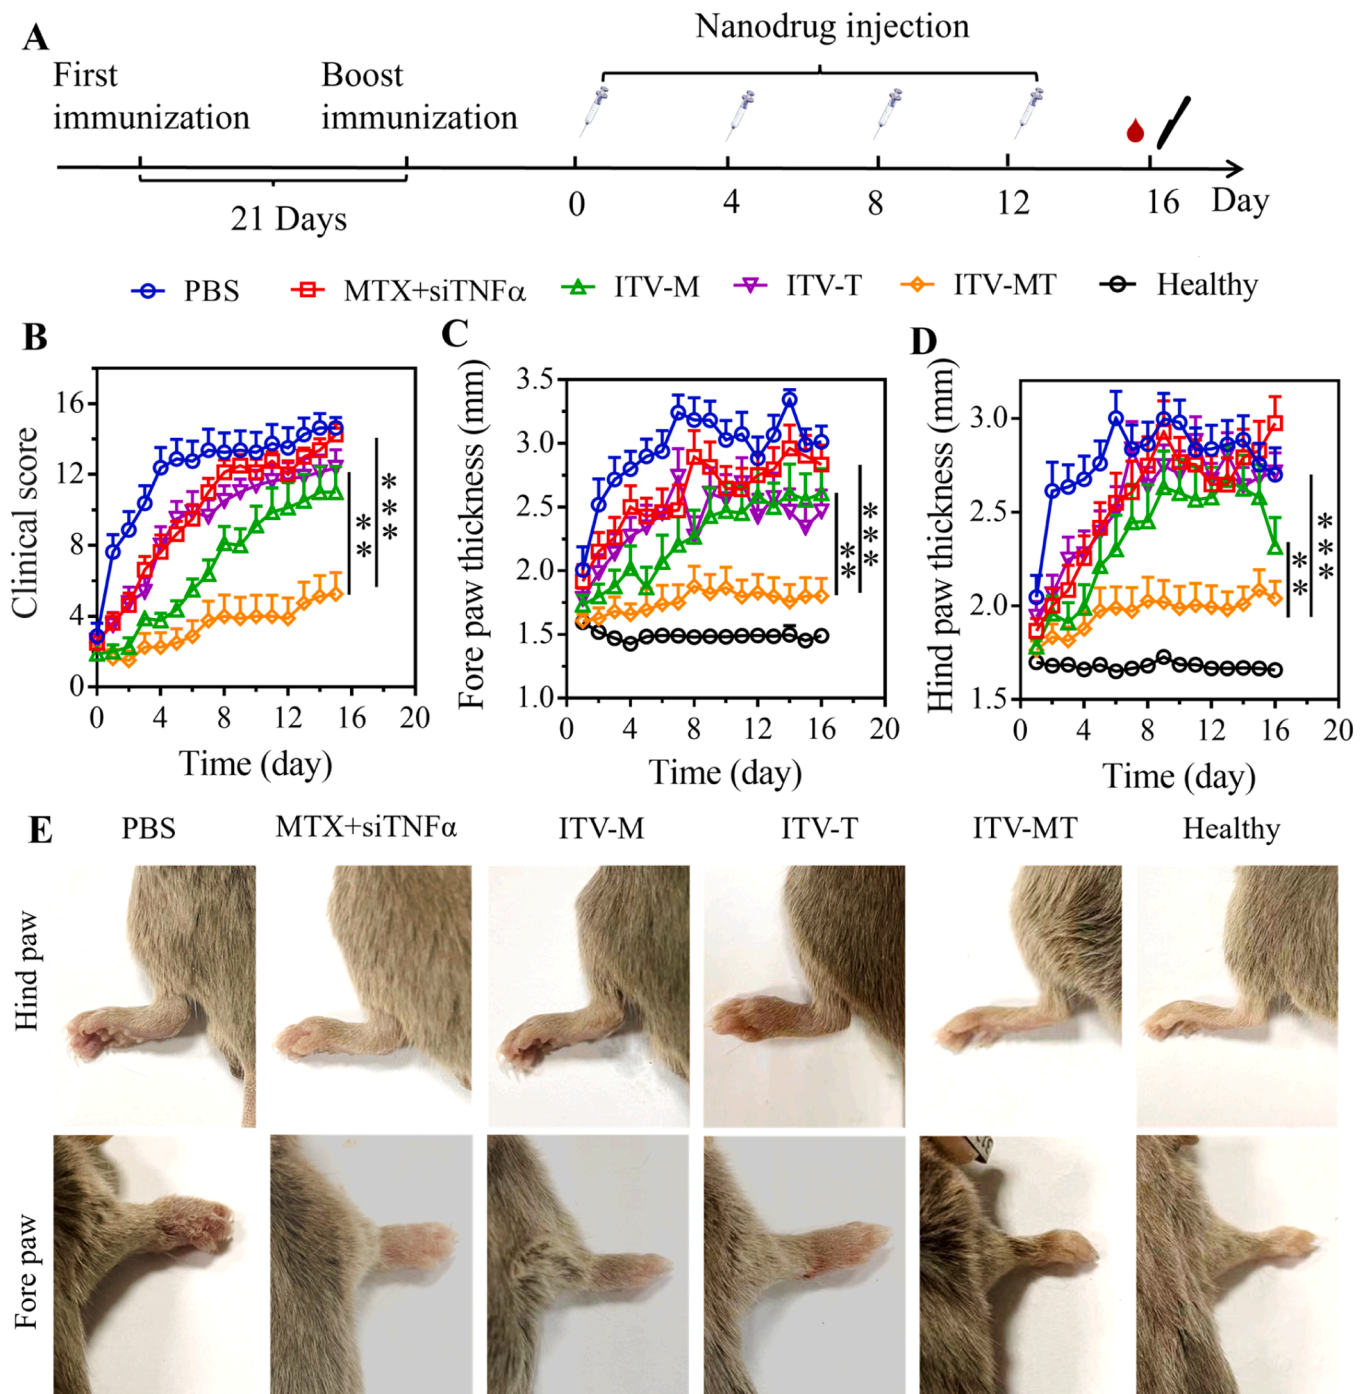 A
Nanodrug injection
First immunization
Boost immunization
21 Days
0 4 8 12 16 Day
PBS MTX+siTNFα ITV-M ITV-T ITV-MT Healthy
B
Clinical score
16
12
8
4
0
0 4 8 12 16 20
Time (day)
***
**
C
Fore paw thickness (mm)
3.5
3.0
2.5
2.0
1.5
1.0
0 4 8 12 16 20
Time (day)
***
**
D
Hind paw thickness (mm)
3.0
2.5
2.0
1.5
0 4 8 12 16 20
Time (day)
***
**
E
PBS MTX+siTNFα ITV-M ITV-T ITV-MT Healthy
Hind paw
Fore paw